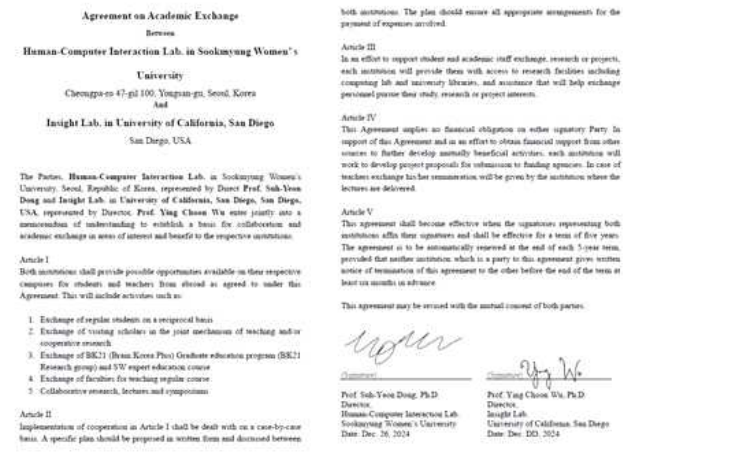 Agreement on Academic Exchange
Between
Human-Computer Interaction Lab. in Sookmyung Women's
University
Cheongpa-ro 47-gil 100, Yongsan-gu, Seoul, Korea
And
Insight Lab. in University of California, San Diego
San Diego, USA
The Parties, Human-Computer Interaction Lab. in Sookmyung Women's
University, Seoul, Republic of Korea, represented by Direct Prof. Suh-Yeon
Dong and Insight Lab. in University of California, San Diego, San Diego,
USA, represented by Director, Prof. Ying Choon Wu enter jointly into a
memorandum of understanding to establish a basis for collaboration and
academic exchange in areas of interest and benefit to the respective institutions.
Article I
Both institutions shall provide possible opportunities available on their respective
campuses for students and teachers from abroad as agreed to under this
Agreement. This will include activities such as:
1. Exchange of regular students on a reciprocal basis
2. Exchange of visiting scholars in the joint mechanism of teaching and/or
cooperative research
3. Exchange of BK21 (Brain Korea Plus) Graduate education program (BK21
Research group) and SW expert education course
4. Exchange of faculties for teaching regular course
5. Collaborative research, lectures and symposiums
Article II
Implementation of cooperation in Article I shall be dealt with on a case-by-case
basis. A specific plan should be proposed in written form and discussed between
both institutions. The plan should ensure all appropriate arrangements for the
payment of expenses involved.
Article III
In an effort to support student and academic staff exchange, research or projects,
each institution will provide them with access to research facilities including
computing lab and university libraries, and assistance that will help exchange
personnel pursue their study, research or project interests.
Article IV
This Agreement implies no financial obligation on either signatory Party. In
support of this Agreement and in an effort to obtain financial support from other
sources to further develop mutually beneficial activities, each institution will
work to develop project proposals for submission to funding agencies. In case of
teachers exchange his remuneration will be given by the institution where the
lectures are delivered.
Article V
This agreement shall become effective when the signatories representing both
institutions affix their signatures and shall be effective for a term of five years.
The agreement is to be automatically renewed at the end of each 5-year term,
provided that neither institution which is a party to this agreement gives written
notice of termination of this agreement to the other before the end of the term at
least six months in advance.
This agreement may be revised with the mutual consent of both parties.
Ying Wu
(Signature) (Signature)
Prof. Suh-Yeon Dong, Ph.D. Prof. Ying Choon Wu, Ph.D.
Director, Director,
Human-Computer Interaction Lab. Insight Lab.
Sookmyung Women's University University of California, San Diego
Date: Dec. 26, 2024 Date: Dec. DD, 2024